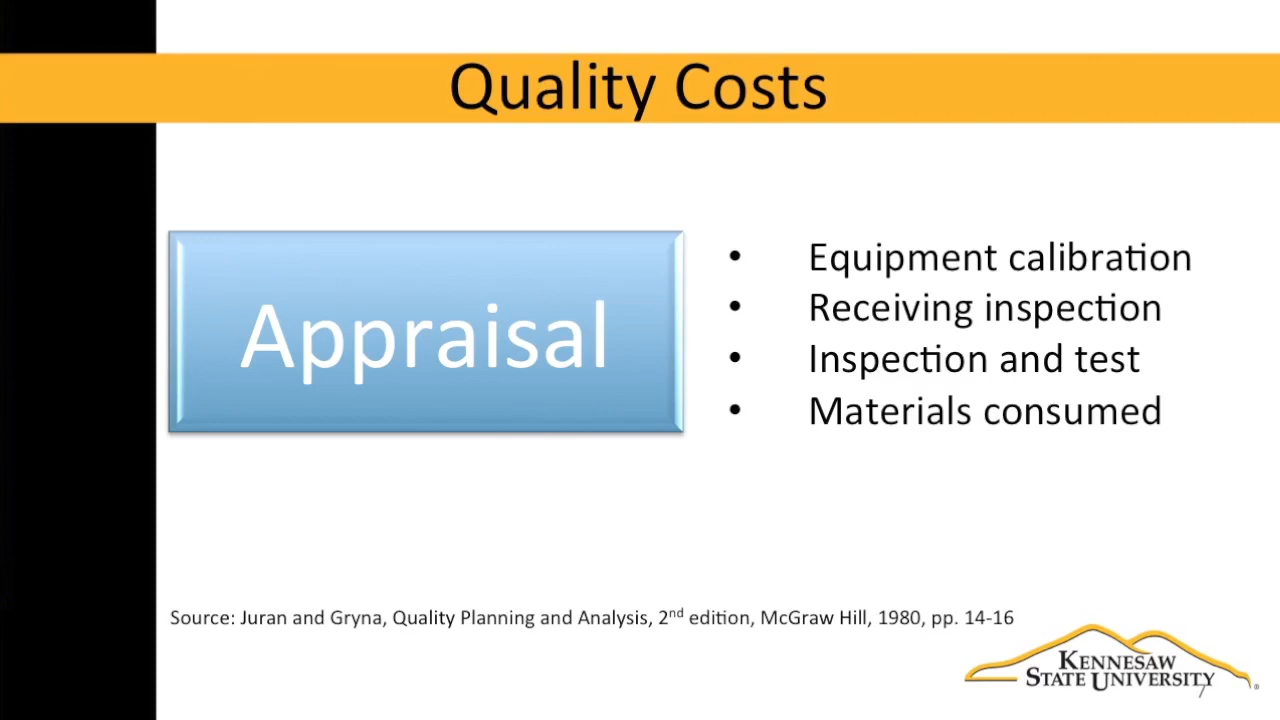 Quality Costs
Appraisal
• Equipment calibration
• Receiving inspection
• Inspection and test
• Materials consumed
Source: Juran and Gryna, Quality Planning and Analysis, 2nd edition, McGraw Hill, 1980, pp. 14-16
KENNESAW
STATE UNIVERSITY
7